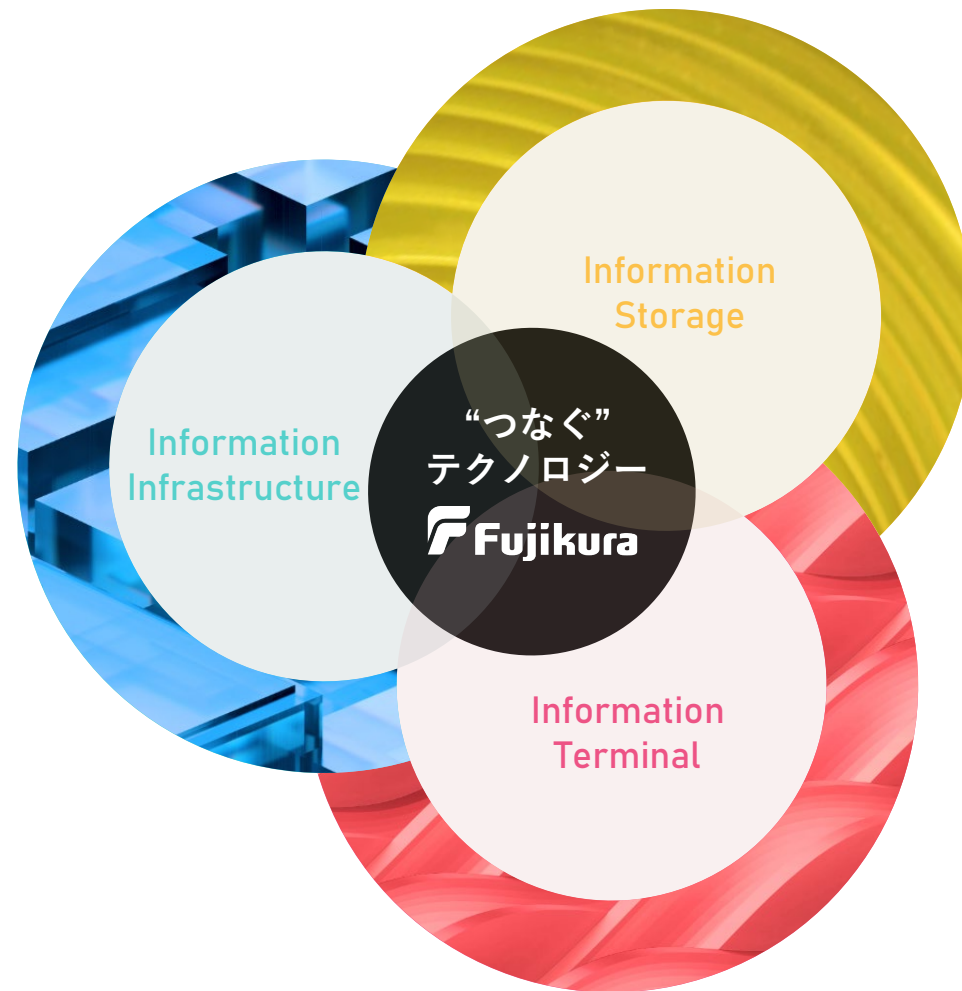 Information
Storage
Information
Infrastructure
“つなぐ”
テクノロジー
Fujikura
Information
Terminal